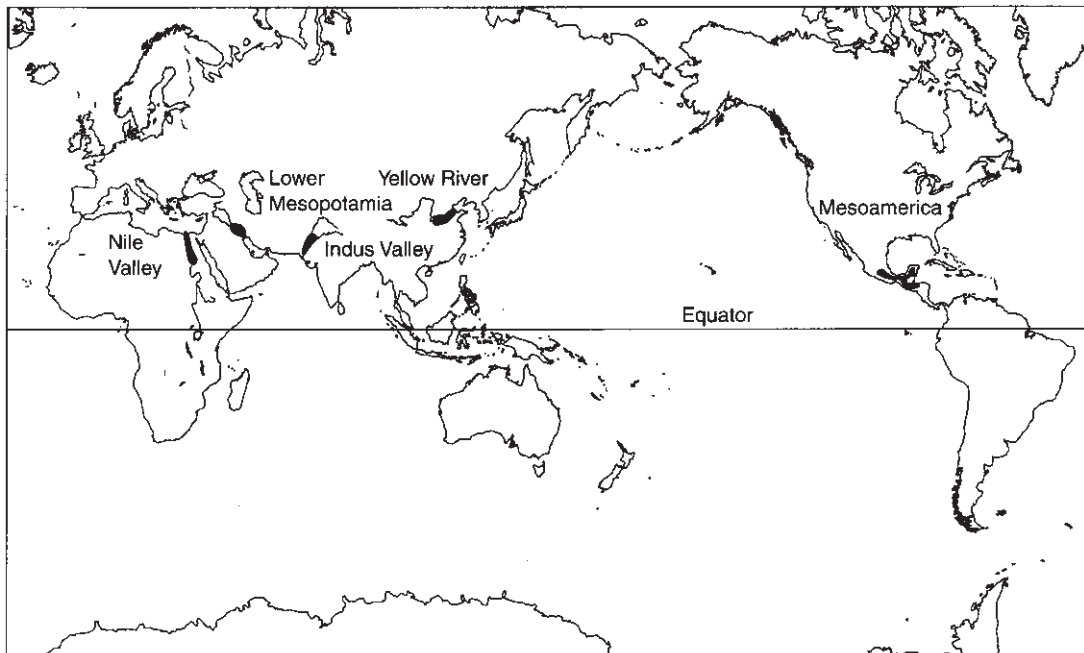 Lower
Mesopotamia
Yellow River
Mesoamerica
Nile
Valley
Indus Valley
Equator